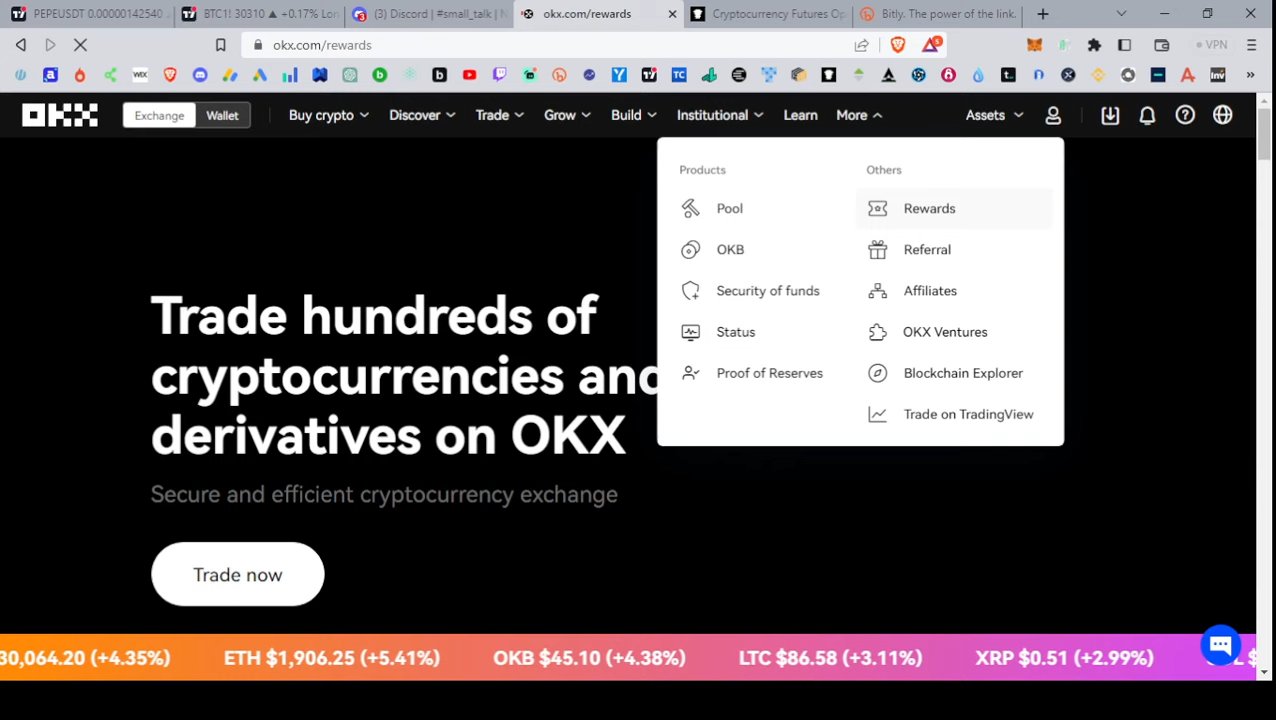 PEPEUSDT 0.0000014254​0
BTC1! 30310 ▲ +0.17% Lon
(3) Discord | #small_talk | N
okx.com/rewards
Cryptocurrency Futures Op
Bitly. The power of the link.
okx.com/rewards
VPN
OKX
Exchange
Wallet
Buy crypto
Discover
Trade
Grow
Build
Institutional
Learn
More
Assets
Products
Others
Pool
Rewards
OKB
Referral
Security of funds
Affiliates
Status
OKX Ventures
Proof of Reserves
Blockchain Explorer
Trade on TradingView
Trade hundreds of
cryptocurrencies and
derivatives on OKX
Secure and efficient cryptocurrency exchange
Trade now
30,064.20 (+4.35%) ETH $1,906.25 (+5.41%) OKB $45.10 (+4.38%) LTC $86.58 (+3.11%) XRP $0.51 (+2.99%)